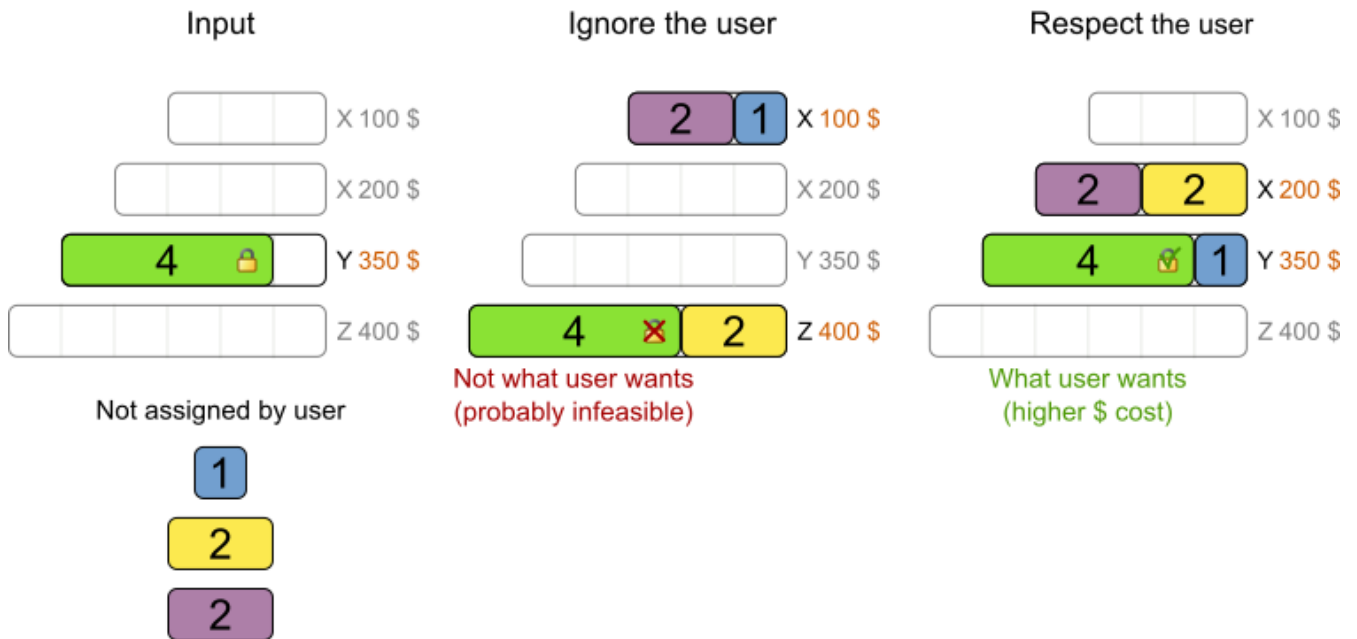 Input
X 100 $
X 200 $
4
Y 350 $
Z 400 $
Not assigned by user
1
2
2
Ignore the user
2 1 X 100 $
X 200 $
Y 350 $
4 2 Z 400 $
Not what user wants
(probably infeasible)
Respect the user
X 100 $
2 2 X 200 $
4 1 Y 350 $
Z 400 $
What user wants
(higher $ cost)